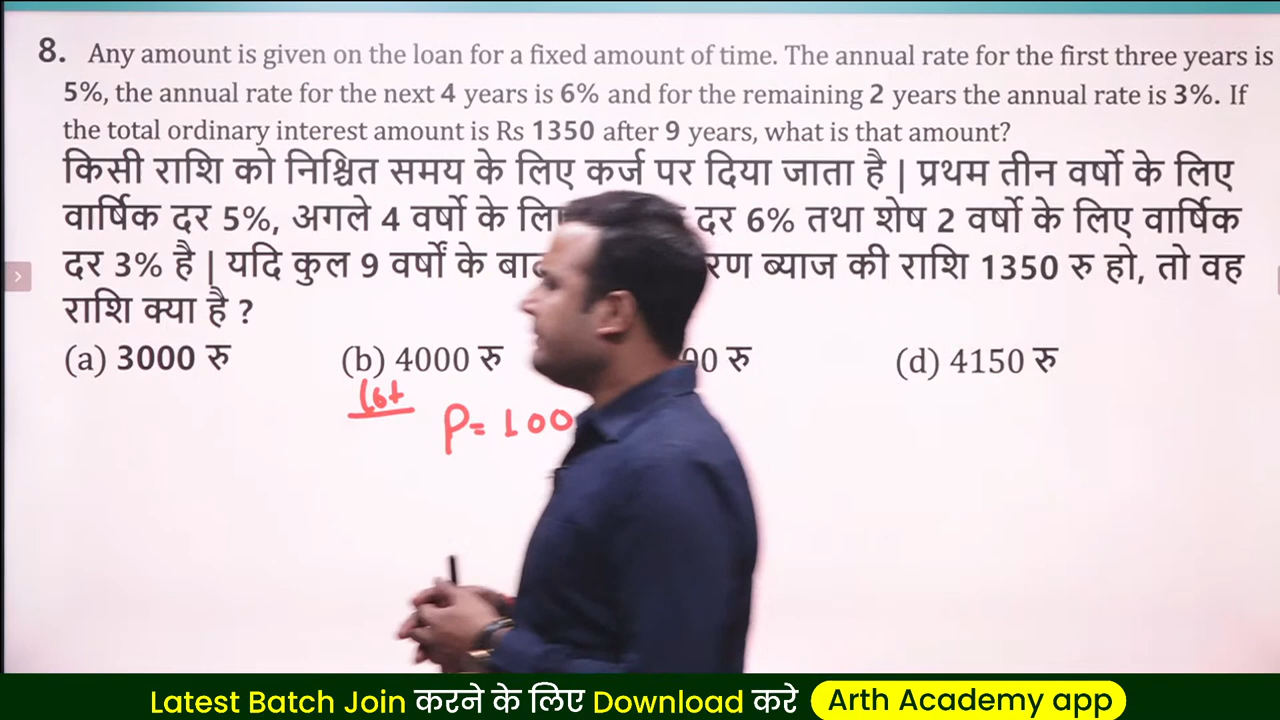 8. Any amount is given on the loan for a fixed amount of time. The annual rate for the first three years is
5%, the annual rate for the next 4 years is 6% and for the remaining 2 years the annual rate is 3%. If
the total ordinary interest amount is Rs 1350 after 9 years, what is that amount?
किसी राशि को निश्चित समय के लिए कर्ज पर दिया जाता है | प्रथम तीन वर्षो के लिए
वार्षिक दर 5%, अगले 4 वर्षो के दर 6% तथा शेष 2 वर्षो के लिए वार्षिक
दर 3% है | यदि कुल 9 वर्षों के ब्याज की राशि 1350 रु हो, तो वह
राशि क्या है ?
(a) 3000 रु (b) 4000 रु रु (d) 4150 रु
P= 100
Latest Batch Join करने के लिए Download करे Arth Academy app